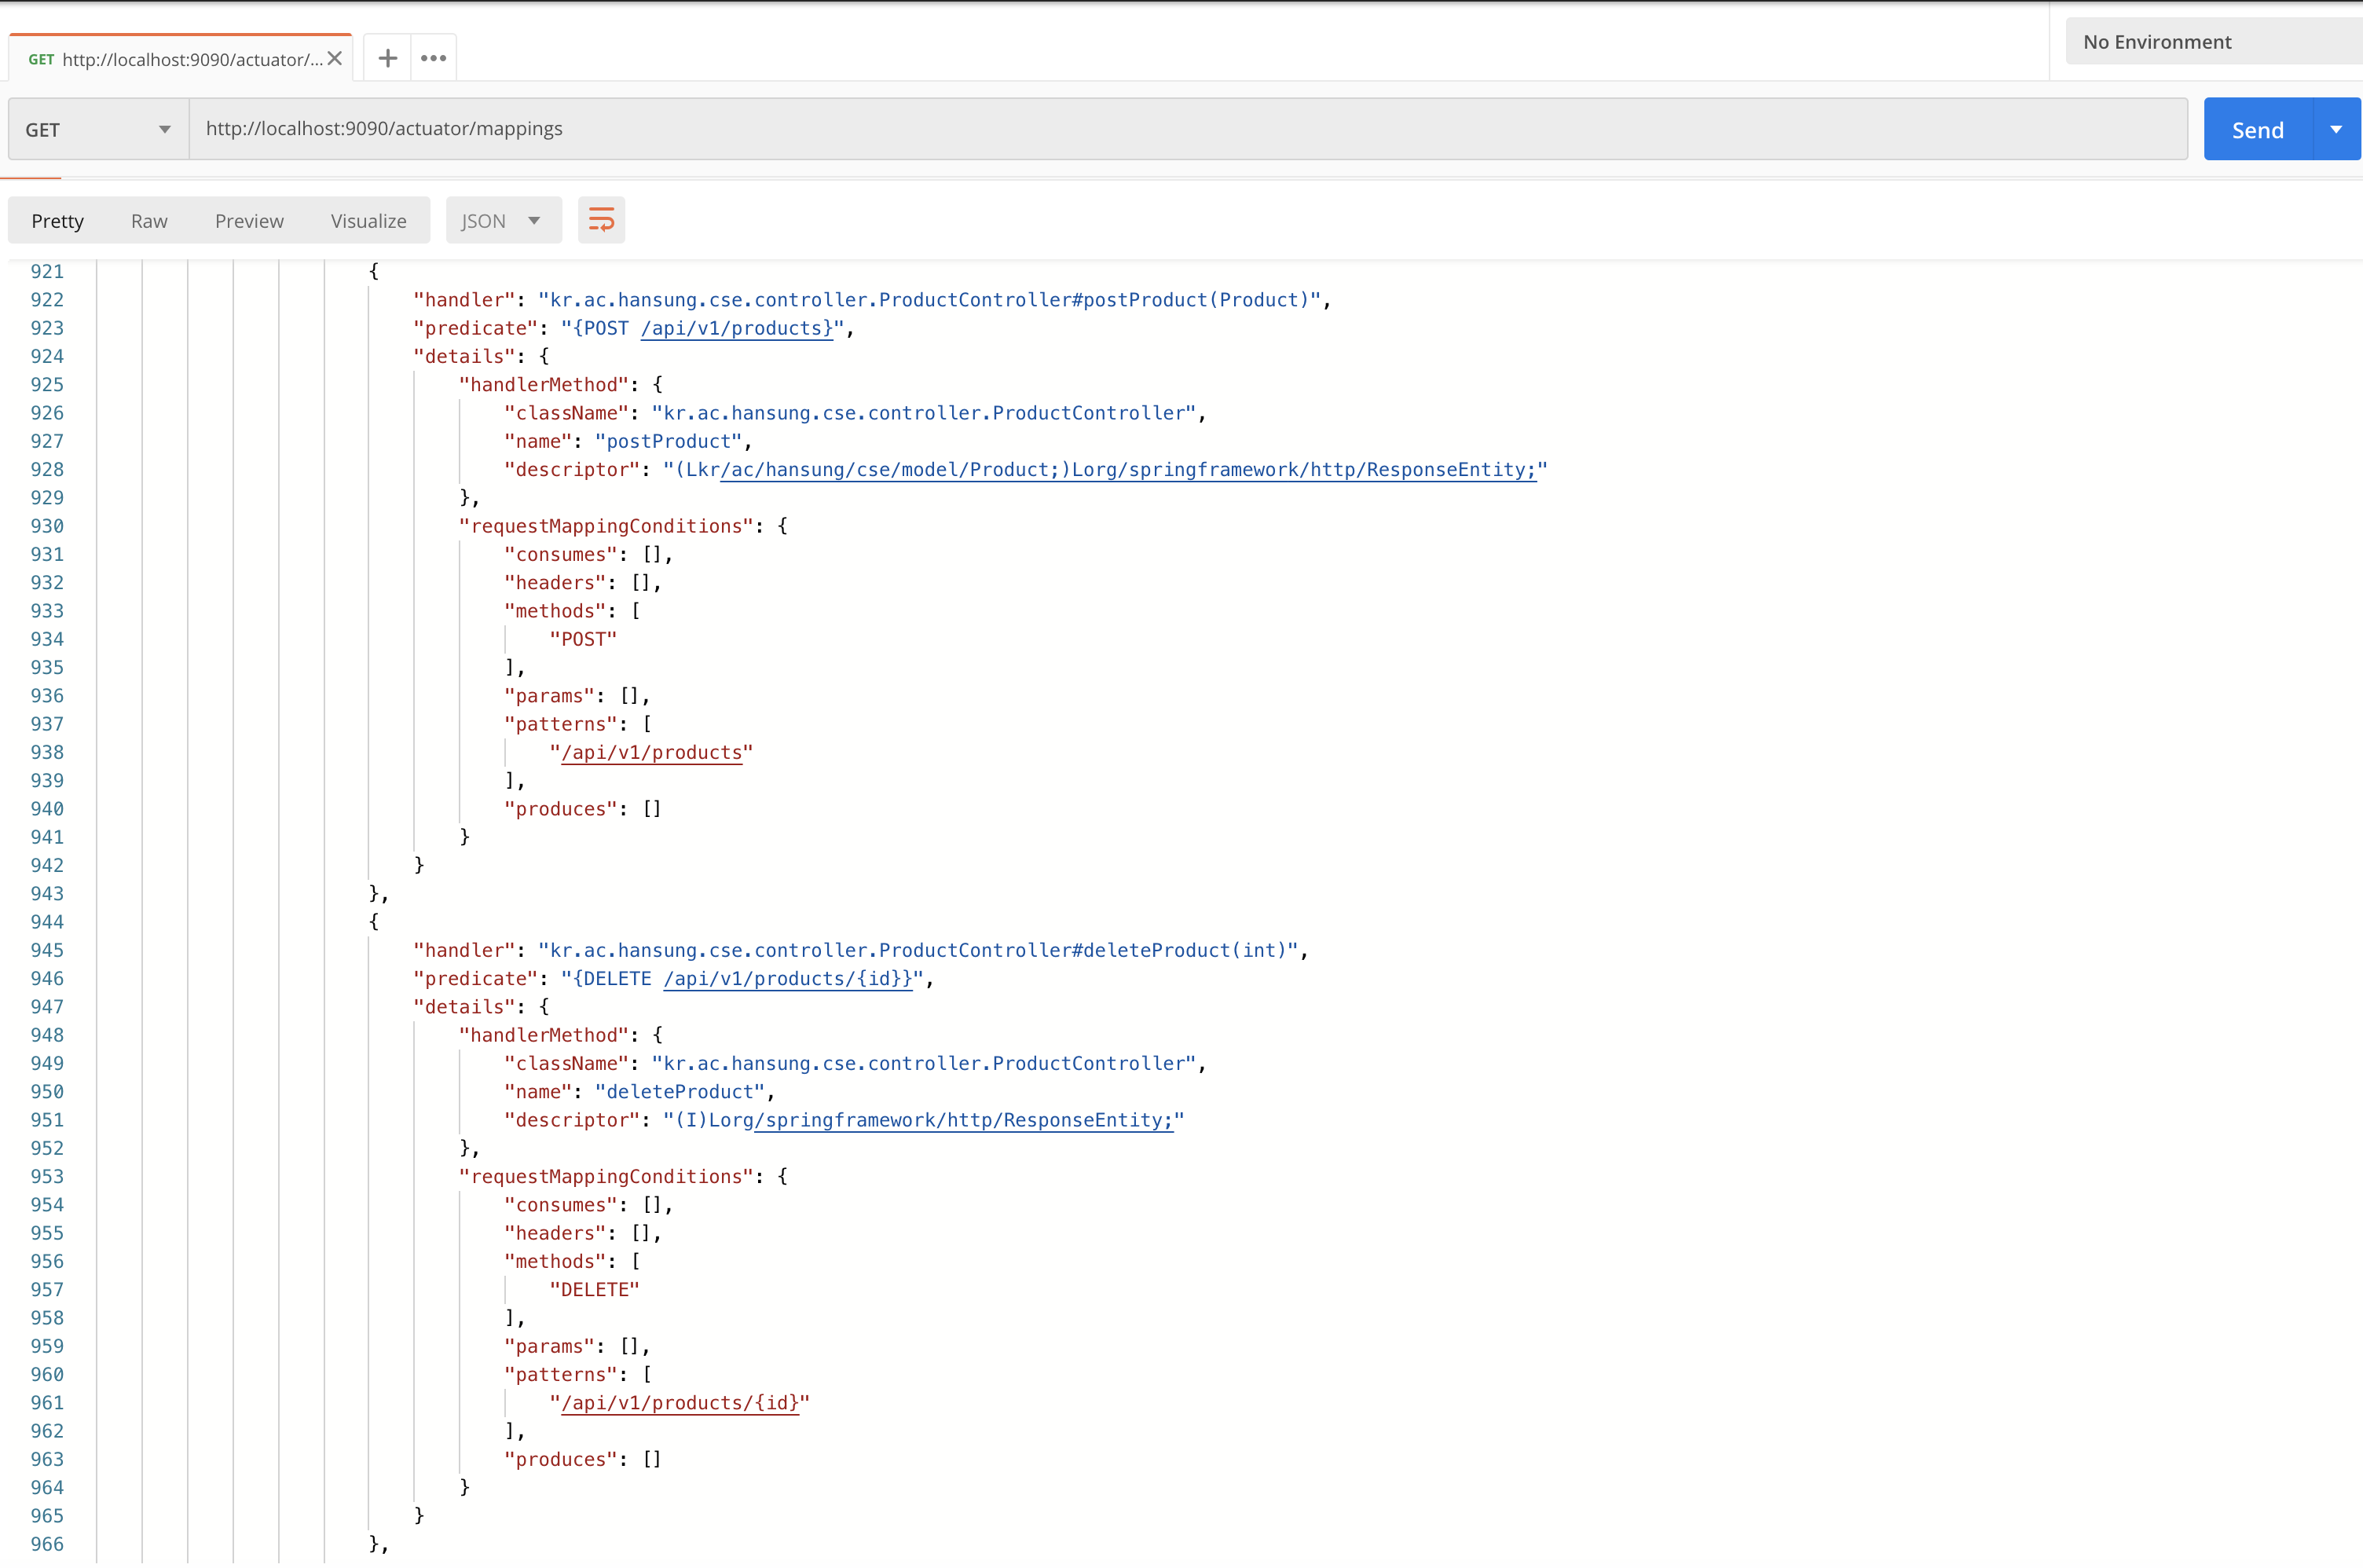 GET http://localhost:9090/actuator/...
No Environment
GET http://localhost:9090/actuator/mappings Send
Pretty Raw Preview Visualize JSON
921 {
922 "handler": "kr.ac.hansung.cse.controller.ProductController#postProduct(Product)",
923 "predicate": "{POST /api/v1/products}",
924 "details": {
925 "handlerMethod": {
926 "className": "kr.ac.hansung.cse.controller.ProductController",
927 "name": "postProduct",
928 "descriptor": "(Lkr/ac/hansung/cse/model/Product;)Lorg/springframework/http/ResponseEntity;"
929 },
930 "requestMappingConditions": {
931 "consumes": [],
932 "headers": [],
933 "methods": [
934 "POST"
935 ],
936 "params": [],
937 "patterns": [
938 "/api/v1/products"
939 ],
940 "produces": []
941 }
942 }
943 },
944 {
945 "handler": "kr.ac.hansung.cse.controller.ProductController#deleteProduct(int)",
946 "predicate": "{DELETE /api/v1/products/{id}}",
947 "details": {
948 "handlerMethod": {
949 "className": "kr.ac.hansung.cse.controller.ProductController",
950 "name": "deleteProduct",
951 "descriptor": "(I)Lorg/springframework/http/ResponseEntity;"
952 },
953 "requestMappingConditions": {
954 "consumes": [],
955 "headers": [],
956 "methods": [
957 "DELETE"
958 ],
959 "params": [],
960 "patterns": [
961 "/api/v1/products/{id}"
962 ],
963 "produces": []
964 }
965 }
966 },